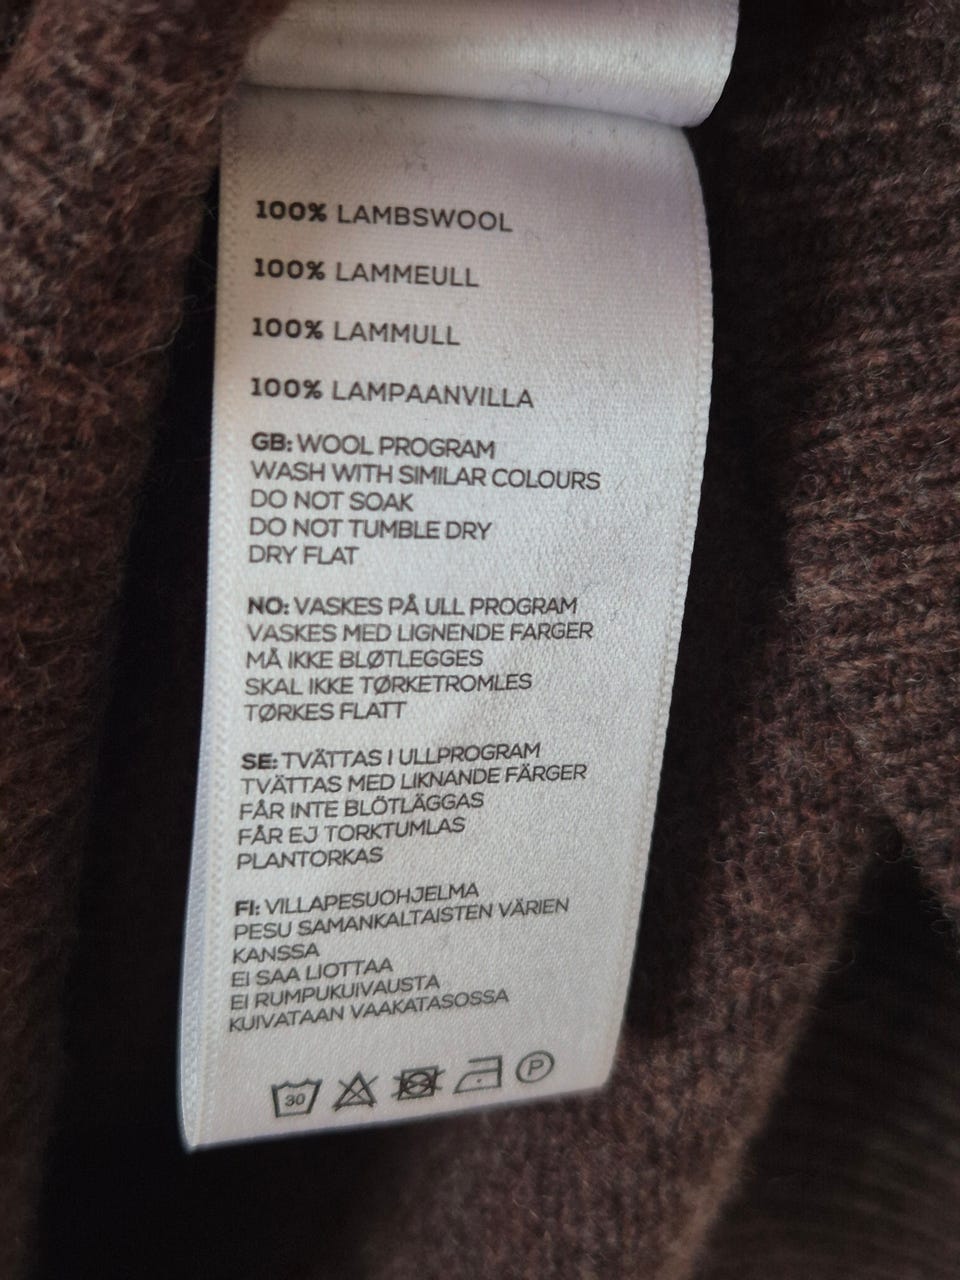 100% LAMBSWOOL
100% LAMMEULL
100% LAMMULL
100% LAMPAANVILLA
GB: WOOL PROGRAM
WASH WITH SIMILAR COLOURS
DO NOT SOAK
DO NOT TUMBLE DRY
DRY FLAT
NO: VASKES PÅ ULL PROGRAM
VASKES MED LIGNENDE FARGER
MÅ IKKE BLØTLEGGES
SKAL IKKE TØRKETROMLES
TØRKES FLATT
SE: TVÄTTAS I ULLPROGRAM
TVÄTTAS MED LIKNANDE FÄRGER
FÅR INTE BLÖTLÄGGAS
FÅR EJ TORKTUMLAS
PLANTORKAS
FI: VILLAPESUOHJELMA
PESU SAMANKALTAISTEN VÄRIEN
KANSSA
EI SAA LIOTTAA
EI RUMPUKUIVAUSTA
KUIVATAAN VAAKATASOSSA
30 P